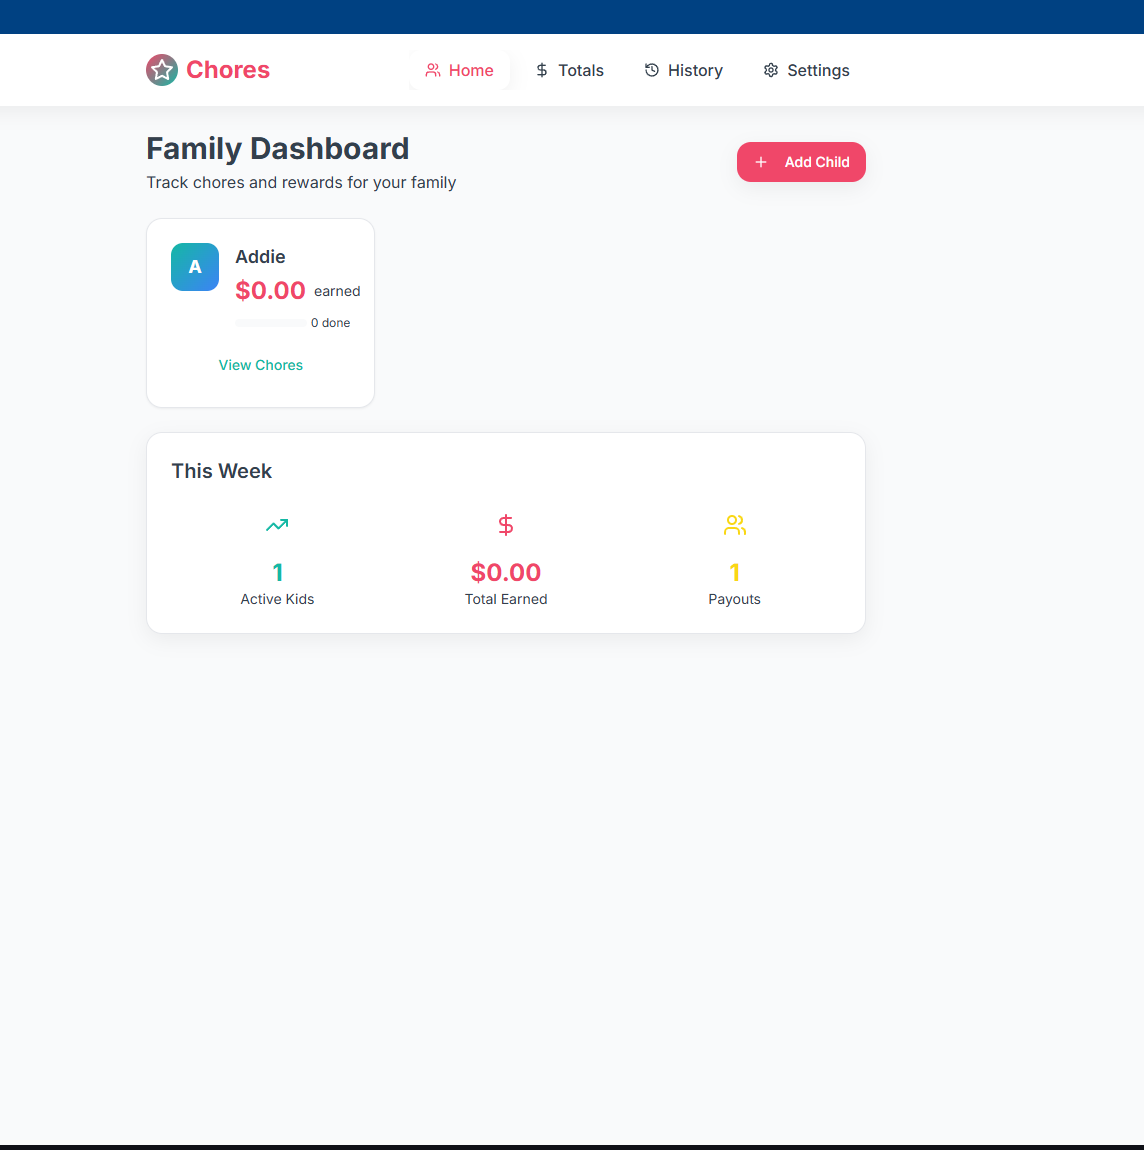 Chores
Home
Totals
History
Settings
Family Dashboard
Track chores and rewards for your family
Add Child
A
Addie
$0.00 earned
0 done
View Chores
This Week
1
Active Kids
$0.00
Total Earned
1
Payouts